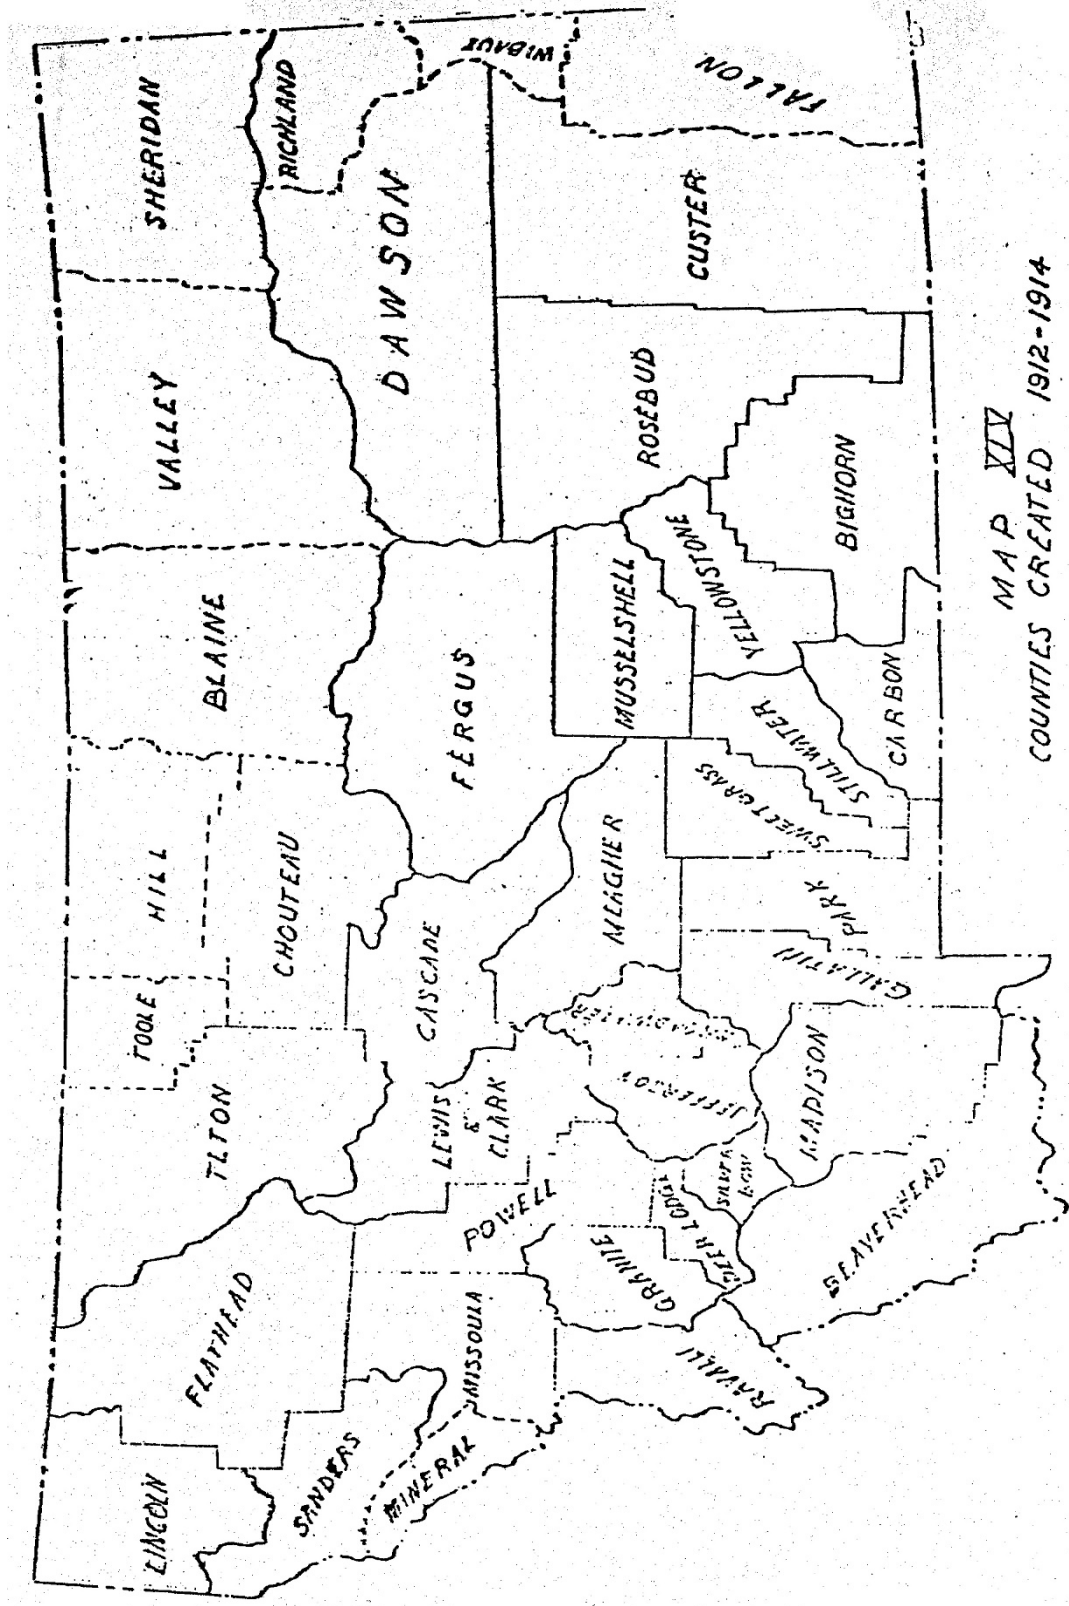 LINCOLN
FLATHEAD
TETON
TOOLE
HILL
BLAINE
VALLEY
SHERIDAN
SANDERS
CHOUTEAU
RICHLAND
MINERAL
MISSOULA
POWELL
LEWIS
&
CLARK
CASCADE
FERGUS
DAWSON
WIBAUX
GRANITE
JEFFERSON
BROADWATER
MEAGHER
MUSSELSHELL
ROSEBUD
CUSTER
FALLON
RAVALLI
DEER LODGE
SILVER
BOW
MADISON
GALLATIN
PARK
SWEETGRASS
STILLWATER
YELLOWSTONE
BEAVERHEAD
CARBON
BIGHORN
MAP XIV
COUNTIES CREATED 1912-1914